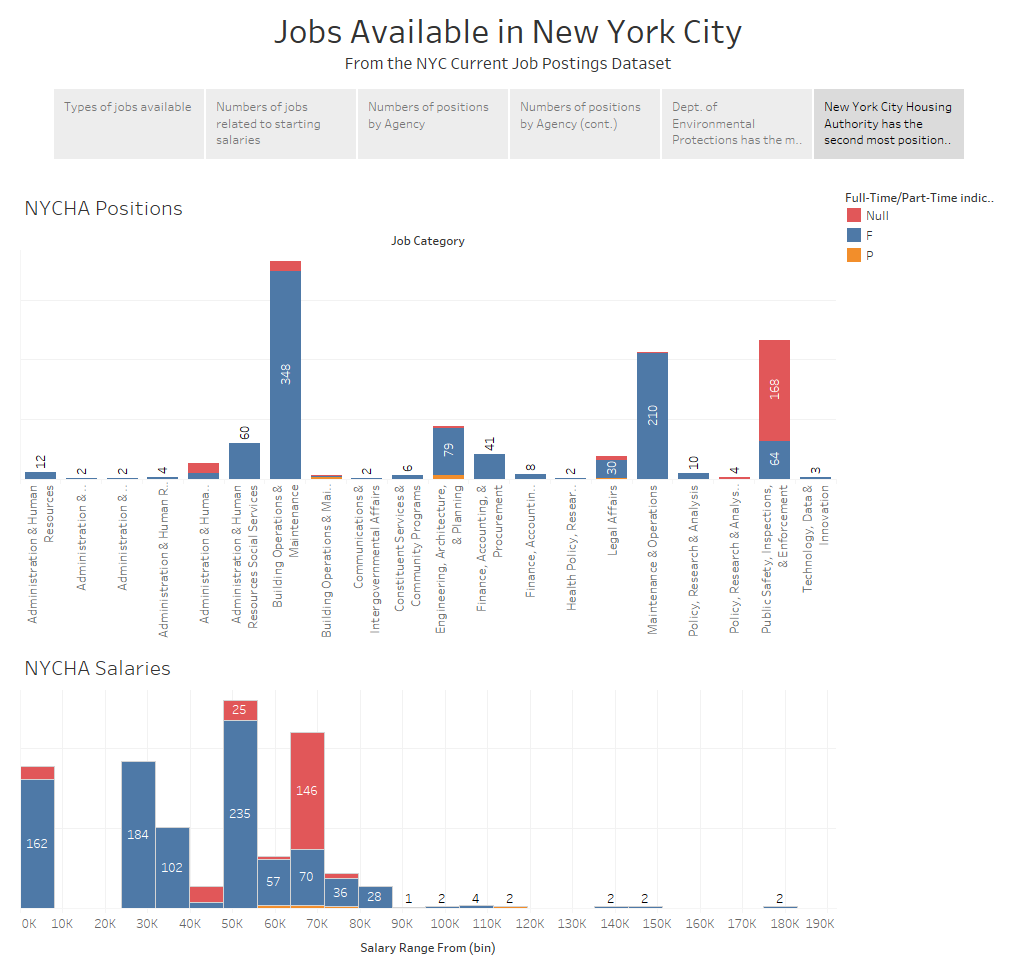 Jobs Available in New York City
From the NYC Current Job Postings Dataset
Types of jobs available
Numbers of jobs
related to starting
salaries
Numbers of positions
by Agency
Numbers of positions
by Agency (cont.)
Dept. of
Environmental
Protections has the m..
New York City Housing
Authority has the
second most position..
NYCHA Positions
Full-Time/Part-Time indic..
Null
F
P
Job Category
12
2
2
4
60
348
2
6
79
41
8
2
30
210
10
4
168
64
3
Administration & Human
Resources
Administration &..
Administration &..
Administration & Human R..
Administration & Huma..
Administration & Human
Resources Social Services
Building Operations &
Maintenance
Building Operations & Mai..
Communications &
Intergovernmental Affairs
Constituent Services &
Community Programs
Engineering, Architecture,
& Planning
Finance, Accounting, &
Procurement
Finance, Accountin..
Health Policy, Resear..
Legal Affairs
Maintenance & Operations
Policy, Research & Analysis
Policy, Research & Analys..
Public Safety, Inspections,
& Enforcement
Technology, Data &
Innovation
NYCHA Salaries
162
184
102
25
235
57
146
70
36
28
1
2
4
2
2
2
2
0K 10K 20K 30K 40K 50K 60K 70K 80K 90K 100K 110K 120K 130K 140K 150K 160K 170K 180K 190K
Salary Range From (bin)